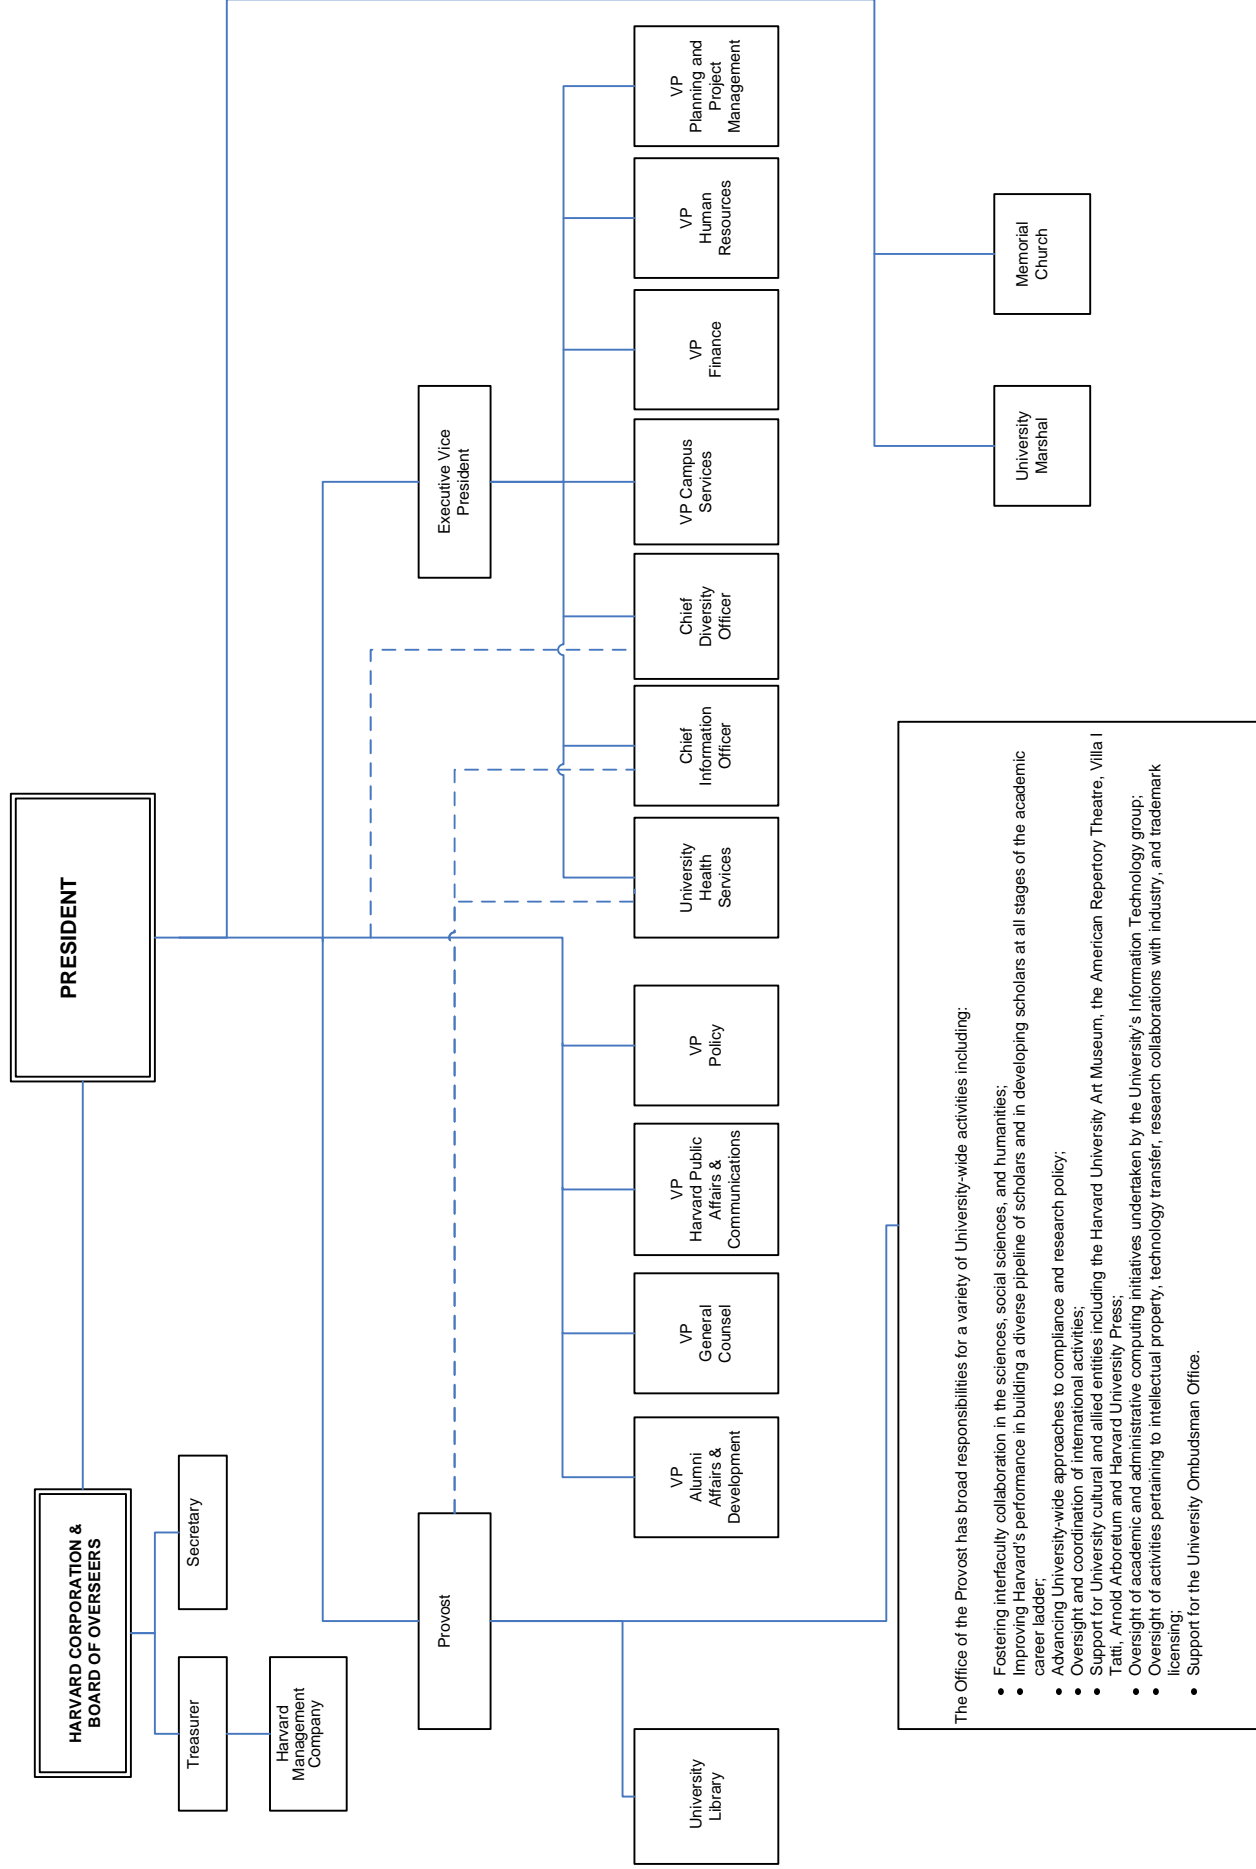 HARVARD CORPORATION &
BOARD OF OVERSEERS
PRESIDENT
Treasurer
Secretary
Harvard
Management
Company
Provost
Executive Vice
President
University
Library
VP
Alumni
Affairs &
Development
VP
General
Counsel
VP
Harvard Public
Affairs &
Communications
VP
Policy
University
Health
Services
Chief
Information
Officer
Chief
Diversity
Officer
VP Campus
Services
VP
Finance
VP
Human
Resources
VP
Planning and
Project
Management
The Office of the Provost has broad responsibilities for a variety of University-wide activities including:
• Fostering interfaculty collaboration in the sciences, social sciences, and humanities;
• Improving Harvard's performance in building a diverse pipeline of scholars and in developing scholars at all stages of the academic
career ladder;
• Advancing University-wide approaches to compliance and research policy;
• Oversight and coordination of international activities;
• Support for University cultural and allied entities including the Harvard University Art Museum, the American Repertory Theatre, Villa I
Tatti, Arnold Arboretum and Harvard University Press;
• Oversight of academic and administrative computing initiatives undertaken by the University's Information Technology group;
• Oversight of activities pertaining to intellectual property, technology transfer, research collaborations with industry, and trademark
licensing;
• Support for the University Ombudsman Office.
University
Marshal
Memorial
Church